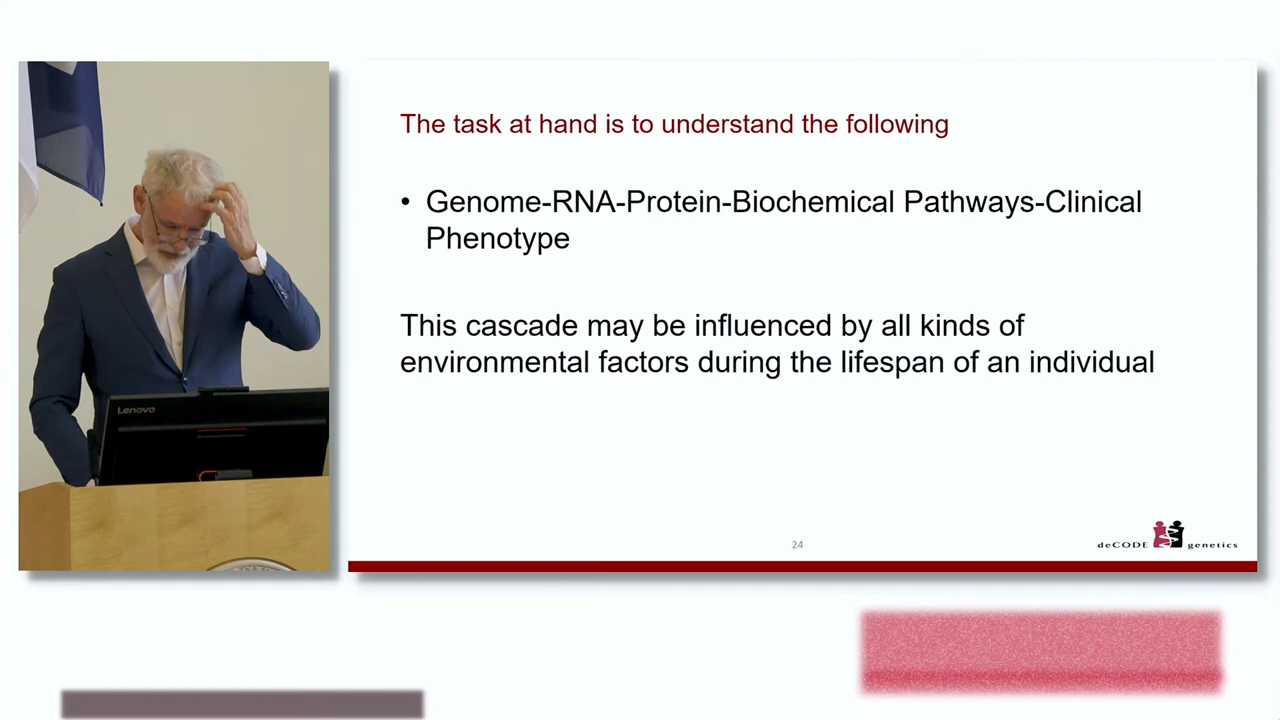 The task at hand is to understand the following
• Genome-RNA-Protein-Biochemical Pathways-Clinical
Phenotype
This cascade may be influenced by all kinds of
environmental factors during the lifespan of an individual
Lenovo
24
deCODE genetics